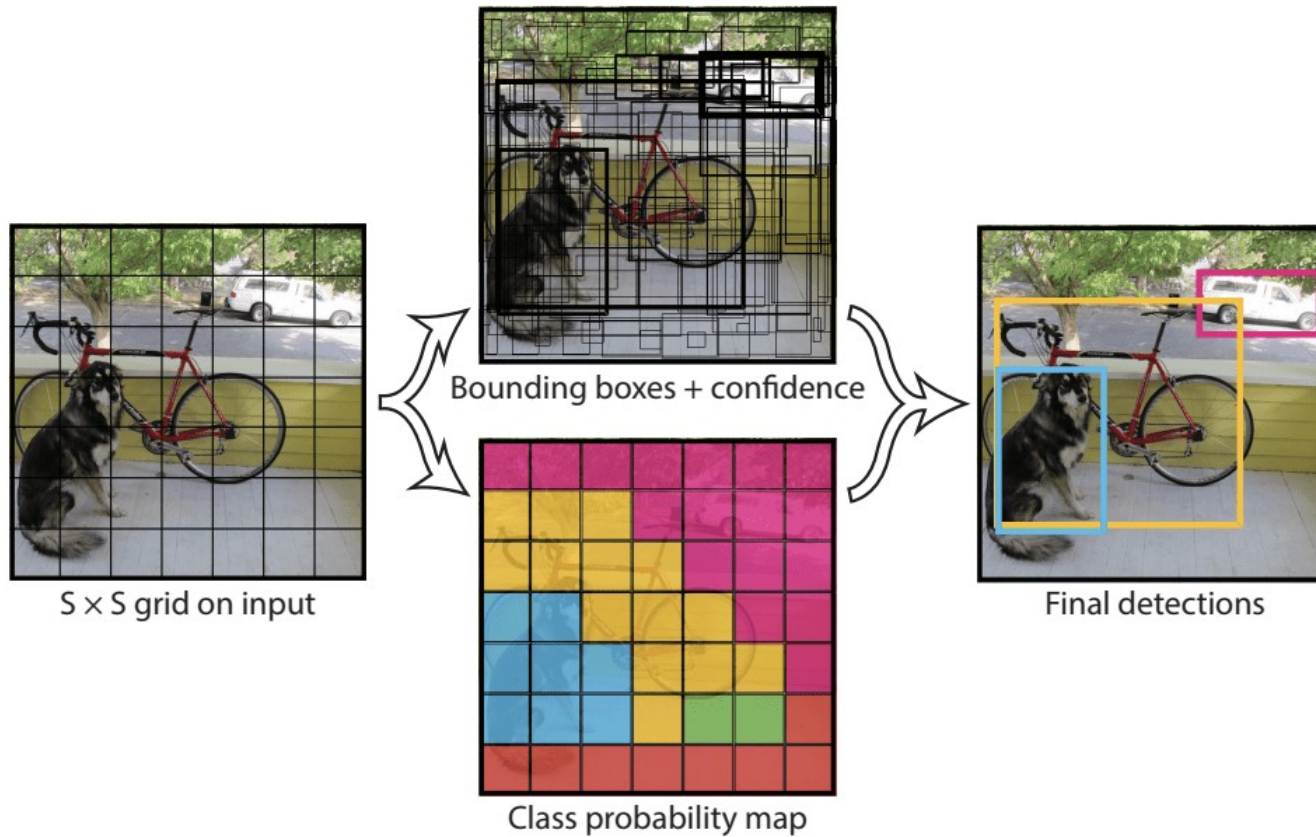 Bounding boxes + confidence
S × S grid on input
Final detections
Class probability map